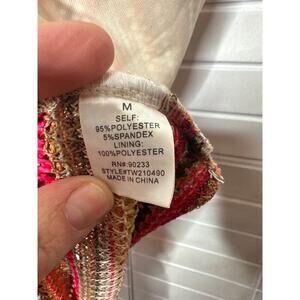 M
SELF:
95%POLYESTER
5%SPANDEX
LINING:
100%POLYESTER
RN#:90233
STYLE#TW210490
MADE IN CHINA